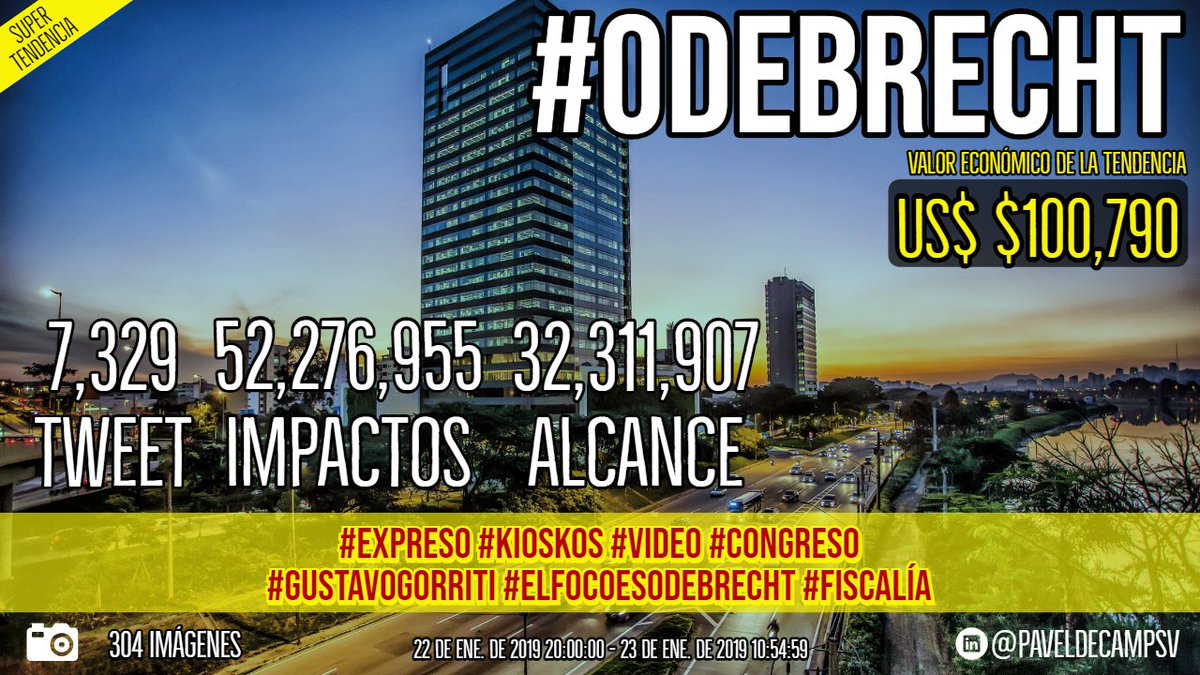 SUPER
TENDENCIA
#ODEBRECHT
VALOR ECONÓMICO DE LA TENDENCIA
US$ $100,790
7,329 52,276,955 32,311,907
TWEET IMPACTOS ALCANCE
#EXPRESO #KIOSKOS #VIDEO #CONGRESO
#GUSTAVOGORRITI #ELFOCOESODEBRECHT #FISCALÍA
304 IMÁGENES
22 DE ENE. DE 2019 20:00:00 - 23 DE ENE. DE 2019 10:54:59
in @PAVELDECAMPSV